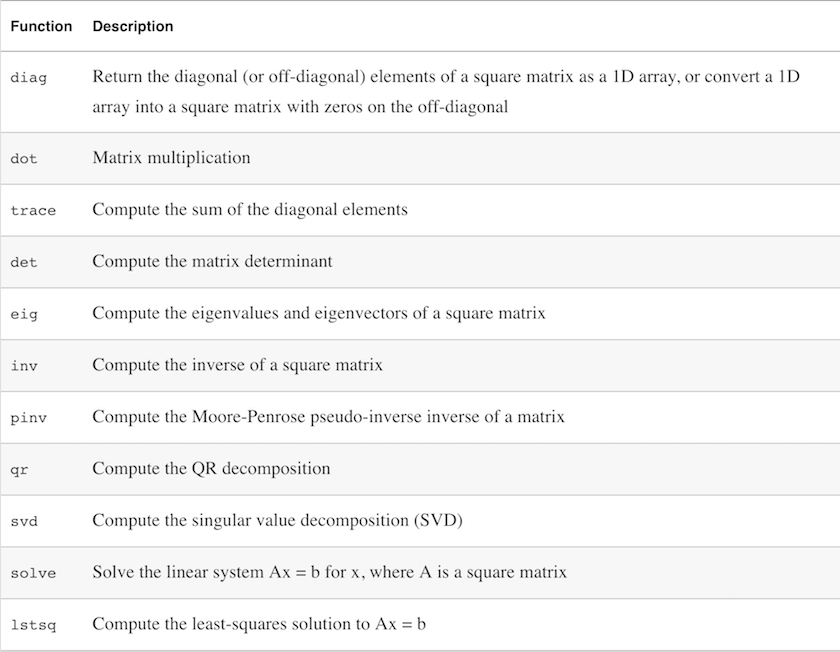 Function Description
diag Return the diagonal (or off-diagonal) elements of a square matrix as a 1D array, or convert a 1D
array into a square matrix with zeros on the off-diagonal
dot Matrix multiplication
trace Compute the sum of the diagonal elements
det Compute the matrix determinant
eig Compute the eigenvalues and eigenvectors of a square matrix
inv Compute the inverse of a square matrix
pinv Compute the Moore-Penrose pseudo-inverse inverse of a matrix
qr Compute the QR decomposition
svd Compute the singular value decomposition (SVD)
solve Solve the linear system Ax = b for x, where A is a square matrix
lstsq Compute the least-squares solution to Ax = b